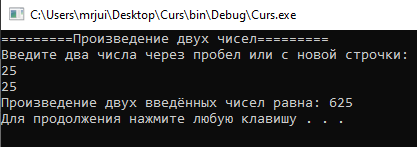 C:\Users\mrjui\Desktop\Curs\bin\Debug\Curs.exe
=========Произведение двух чисел=========
Введите два числа через пробел или с новой строчки:
25
25
Произведение двух введённых чисел равна: 625
Для продолжения нажмите любую клавишу . . .